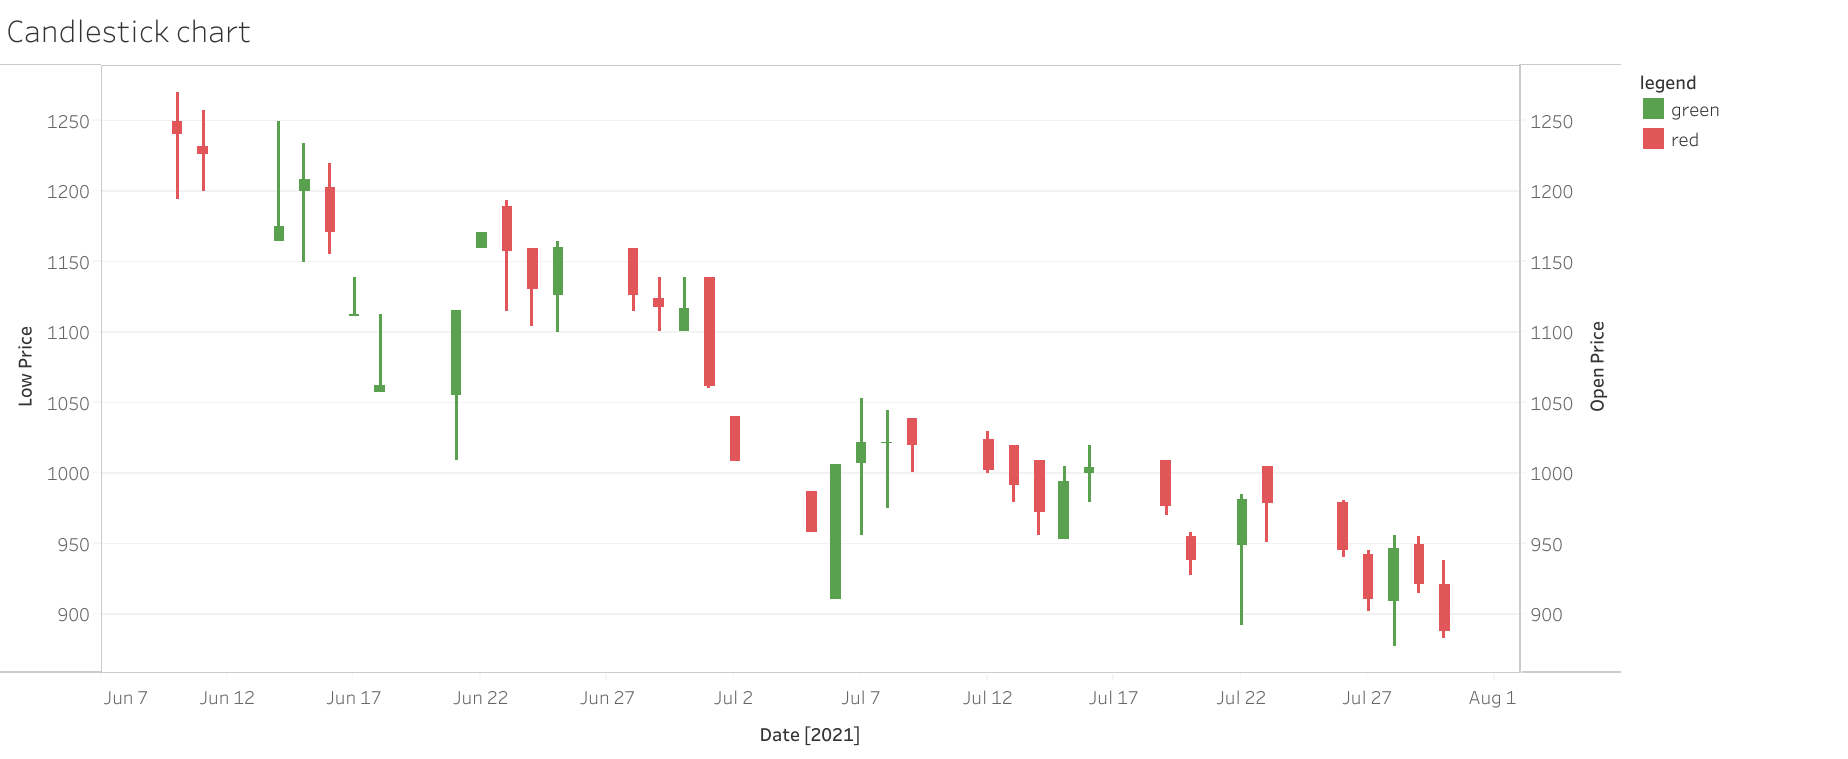 Candlestick chart
legend
green
red
1250
1200
1150
1100
1050
1000
950
900
Low Price
1250
1200
1150
1100
1050
1000
950
900
Open Price
Jun 7 Jun 12 Jun 17 Jun 22 Jun 27 Jul 2 Jul 7 Jul 12 Jul 17 Jul 22 Jul 27 Aug 1
Date [2021]